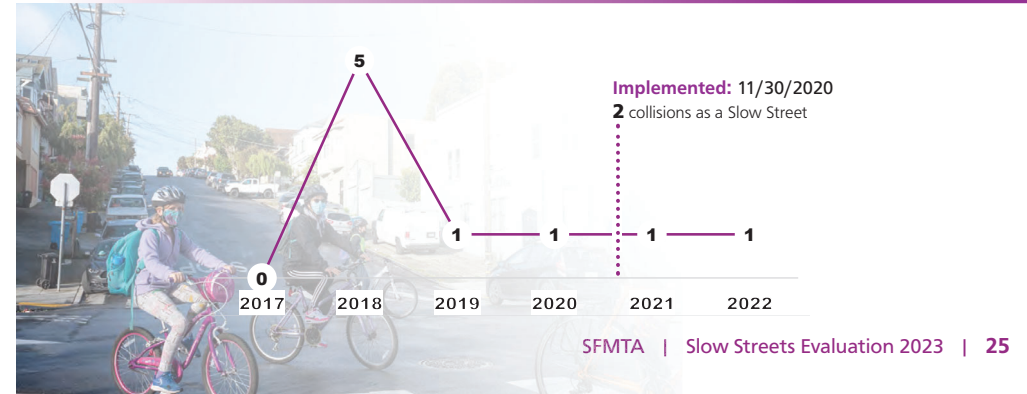 5
Implemented: 11/30/2020
2 collisions as a Slow Street
1 1 1 1
0
2017 2018 2019 2020 2021 2022
SFMTA | Slow Streets Evaluation 2023 | 25